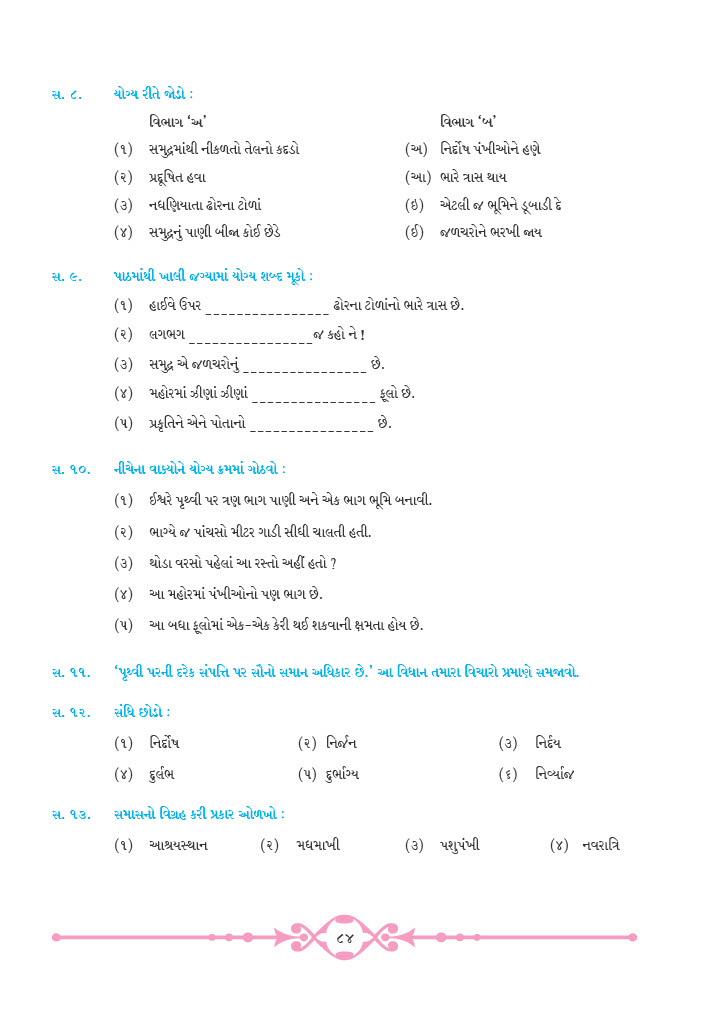 સ. ૮. યોગ્ય રીતે જોડો :
વિભાગ ‘અ’ વિભાગ ‘બ’
(૧) સમુદ્રમાંથી નીકળતો તેલનો કદડો (અ) નિર્દોષ પંખીઓને હણે
(૨) પ્રદૂષિત હવા (આ) ભારે ત્રાસ થાય
(૩) નધણિયાતા ઢોરના ટોળાં (ઇ) એટલી જ ભૂમિને ડૂબાડી દે
(૪) સમુદ્રનું પાણી બીજા કોઈ છેડે (ઈ) જળચરોને ભરખી જાય
સ. ૯. પાઠમાંથી ખાલી જગ્યામાં યોગ્ય શબ્દ મૂકો :
(૧) હાઈવે ઉપર ________________ ઢોરના ટોળાંનો ભારે ત્રાસ છે.
(૨) લગભગ ________________જ કહો ને !
(૩) સમુદ્ર એ જળચરોનું ________________ છે.
(૪) મહોરમાં ઝીણાં ઝીણાં ________________ ફૂલો છે.
(૫) પ્રકૃતિને એને પોતાનો ________________ છે.
સ. ૧૦. નીચેના વાક્યોને યોગ્ય ક્રમમાં ગોઠવો :
(૧) ઈશ્વરે પૃથ્વી પર ત્રણ ભાગ પાણી અને એક ભાગ ભૂમિ બનાવી.
(૨) ભાગ્યે જ પાંચસો મીટર ગાડી સીધી ચાલતી હતી.
(૩) થોડા વરસો પહેલાં આ રસ્તો અહીં હતો ?
(૪) આ મહોરમાં પંખીઓનો પણ ભાગ છે.
(૫) આ બધા ફૂલોમાં એક-એક કેરી થઈ શકવાની ક્ષમતા હોય છે.
સ. ૧૧. ‘પૃથ્વી પરની દરેક સંપત્તિ પર સૌનો સમાન અધિકાર છે.’ આ વિધાન તમારા વિચારો પ્રમાણે સમજાવો.
સ. ૧૨. સંધિ છોડો :
(૧) નિર્દોષ (૨) નિર્જન (૩) નિર્દય
(૪) દુર્લભ (૫) દુર્ભાગ્ય (૬) નિર્વ્યાજ
સ. ૧૩. સમાસનો વિગ્રહ કરી પ્રકાર ઓળખો :
(૧) આશ્રયસ્થાન (૨) મધમાખી (૩) પશુપંખી (૪) નવરાત્રિ
૮૪